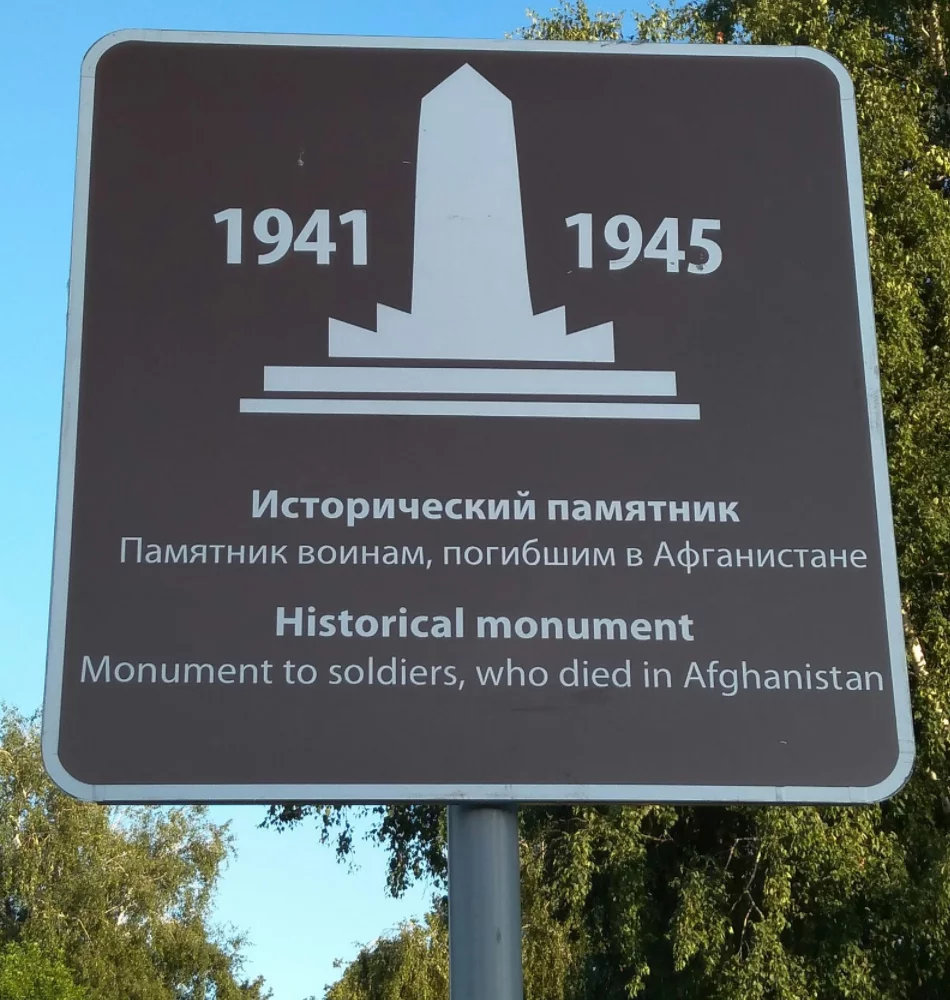 1941 1945
Исторический памятник
Памятник воинам, погибшим в Афганистане
Historical monument
Monument to soldiers, who died in Afghanistan